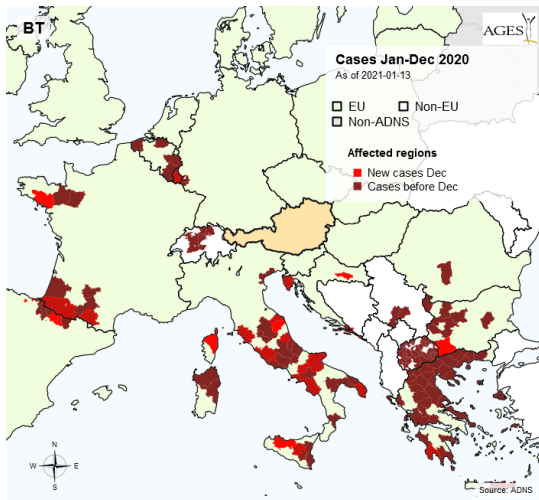 BT
AGES
Cases Jan-Dec 2020
As of 2021-01-13
EU Non-EU
Non-ADNS
Affected regions
New cases Dec
Cases before Dec
N
W E
S
Source: ADNS